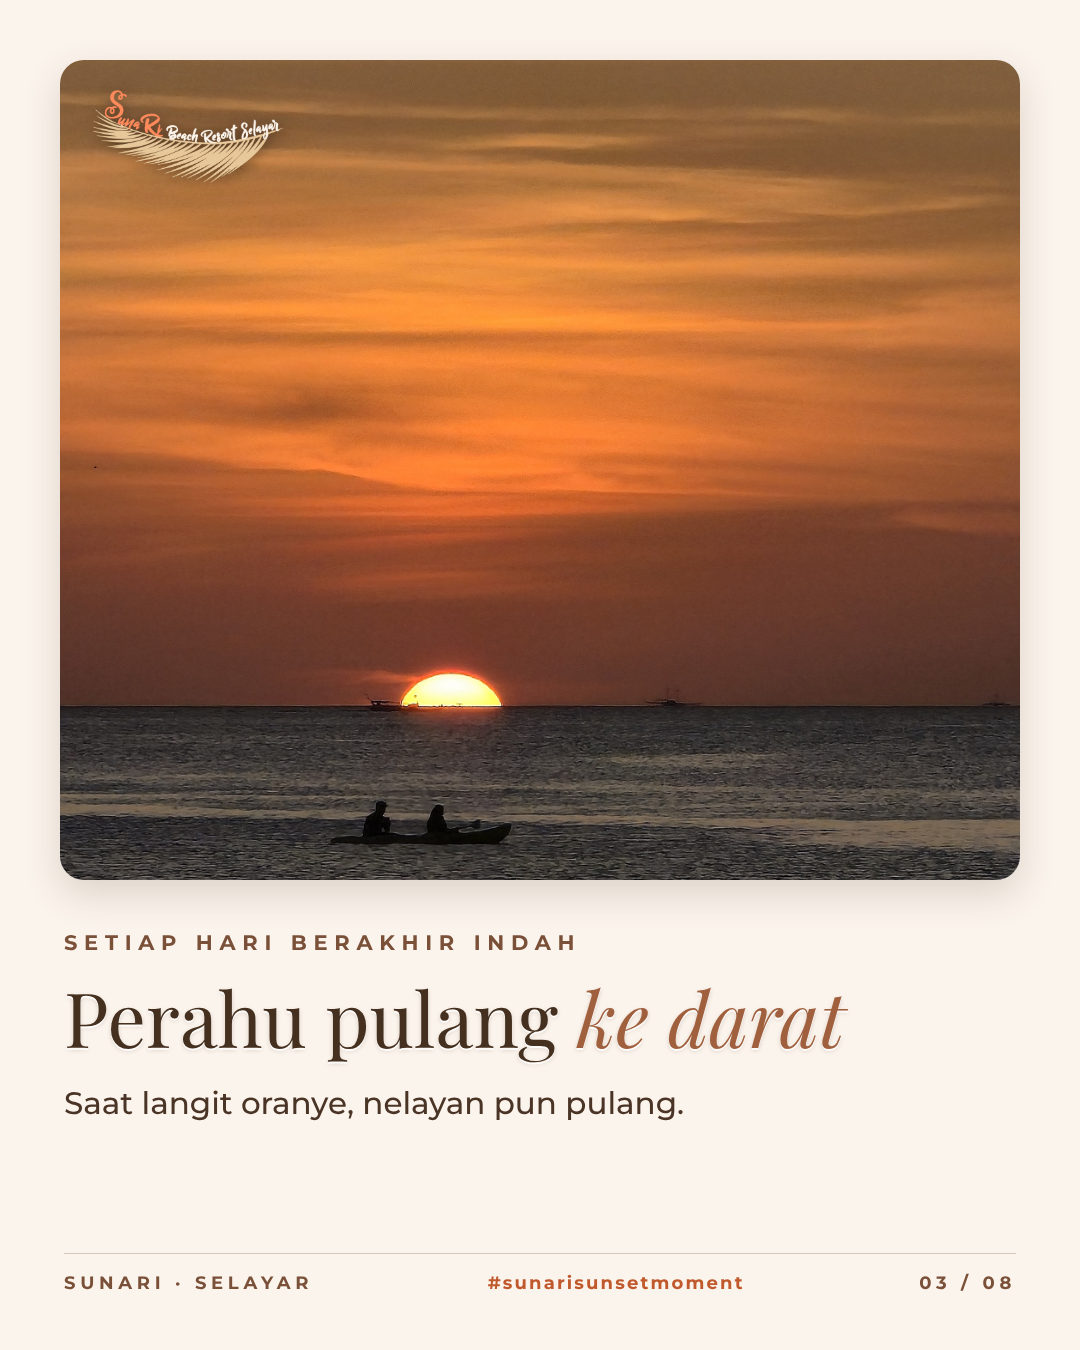 SunaRi Beach Resort Selayar
SETIAP HARI BERAKHIR INDAH
Perahu pulang ke darat
Saat langit oranye, nelayan pun pulang.
SUNARI · SELAYAR
#sunarisunsetmoment
03 / 08